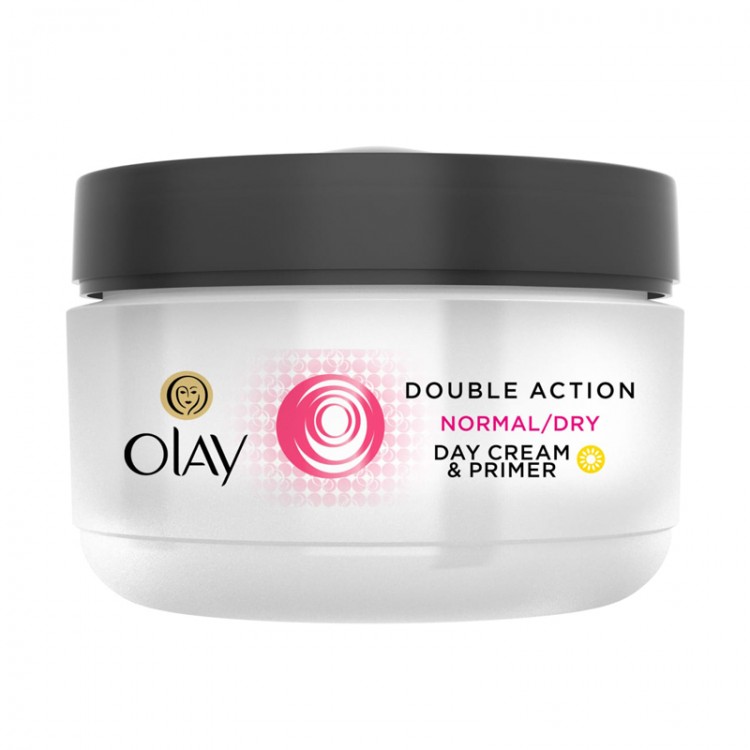 OLAY
DOUBLE ACTION
NORMAL/DRY
DAY CREAM
& PRIMER